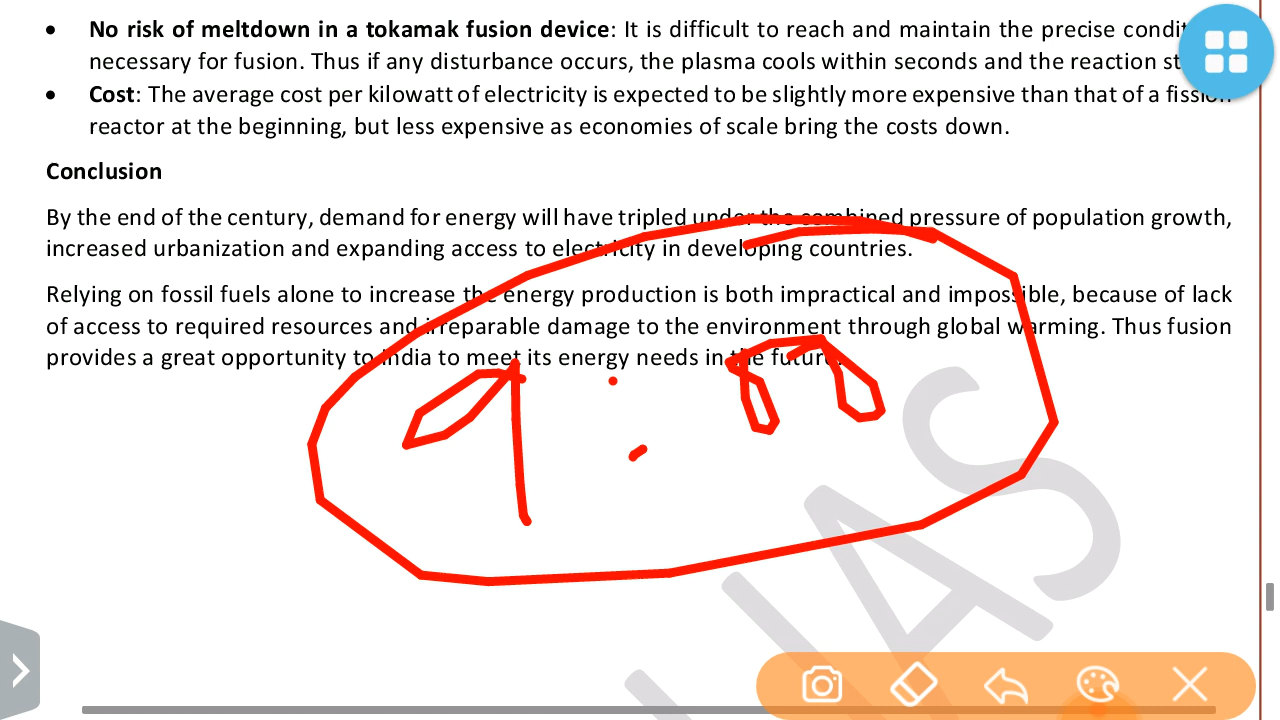 • No risk of meltdown in a tokamak fusion device: It is difficult to reach and maintain the precise
necessary for fusion. Thus if any disturbance occurs, the plasma cools within seconds and the reaction
• Cost: The average cost per kilowatt of electricity is expected to be slightly more expensive than that of a fission
reactor at the beginning, but less expensive as economies of scale bring the costs down.
Conclusion
By the end of the century, demand for energy will have tripled under the combined pressure of population growth,
increased urbanization and expanding access to electricity in developing countries.
Relying on fossil fuels alone to increase the energy production is both impractical and impossible, because of lack
of access to required resources and irreparable damage to the environment through global warming. Thus fusion
provides a great opportunity to India to meet its energy needs in the future.
9:00
IAS